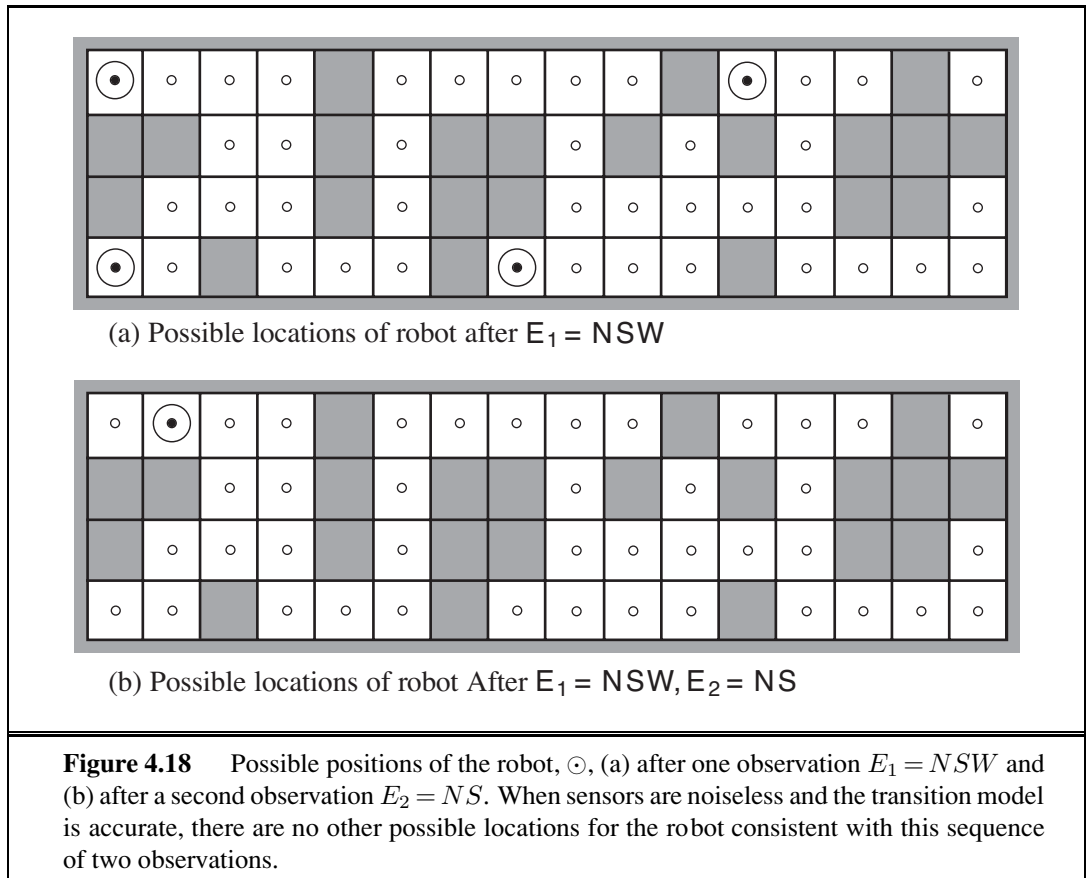 (a) Possible locations of robot after E₁ = NSW
(b) Possible locations of robot After E₁ = NSW, E₂ = NS
Figure 4.18 Possible positions of the robot, ⊙, (a) after one observation E₁ = NSW and
(b) after a second observation E₂ = NS. When sensors are noiseless and the transition model
is accurate, there are no other possible locations for the robot consistent with this sequence
of two observations.